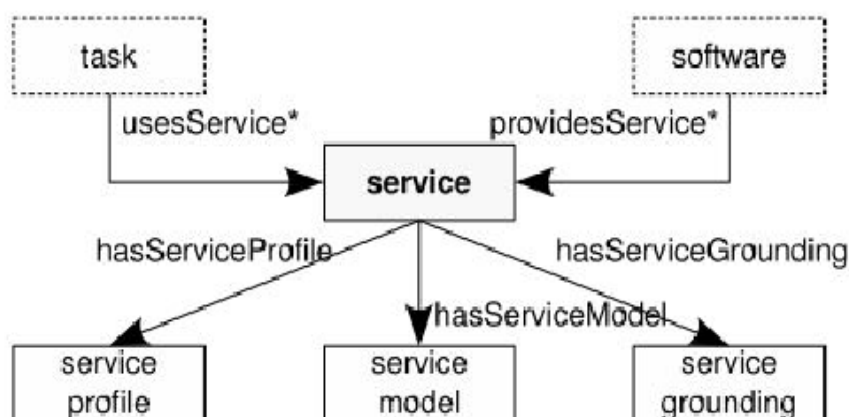 task
software
usesService*
providesService*
service
hasServiceProfile
hasServiceGrounding
hasServiceModel
service
profile
service
model
service
grounding